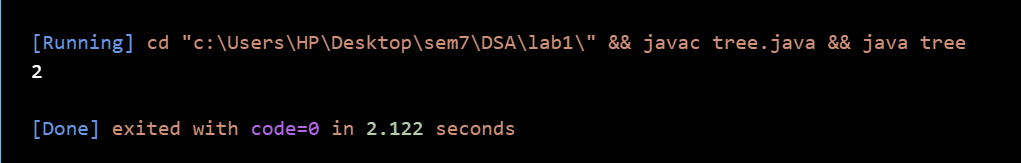 [Running] cd "c:\Users\HP\Desktop\sem7\DSA\lab1\" && javac tree.java && java tree
2
[Done] exited with code=0 in 2.122 seconds